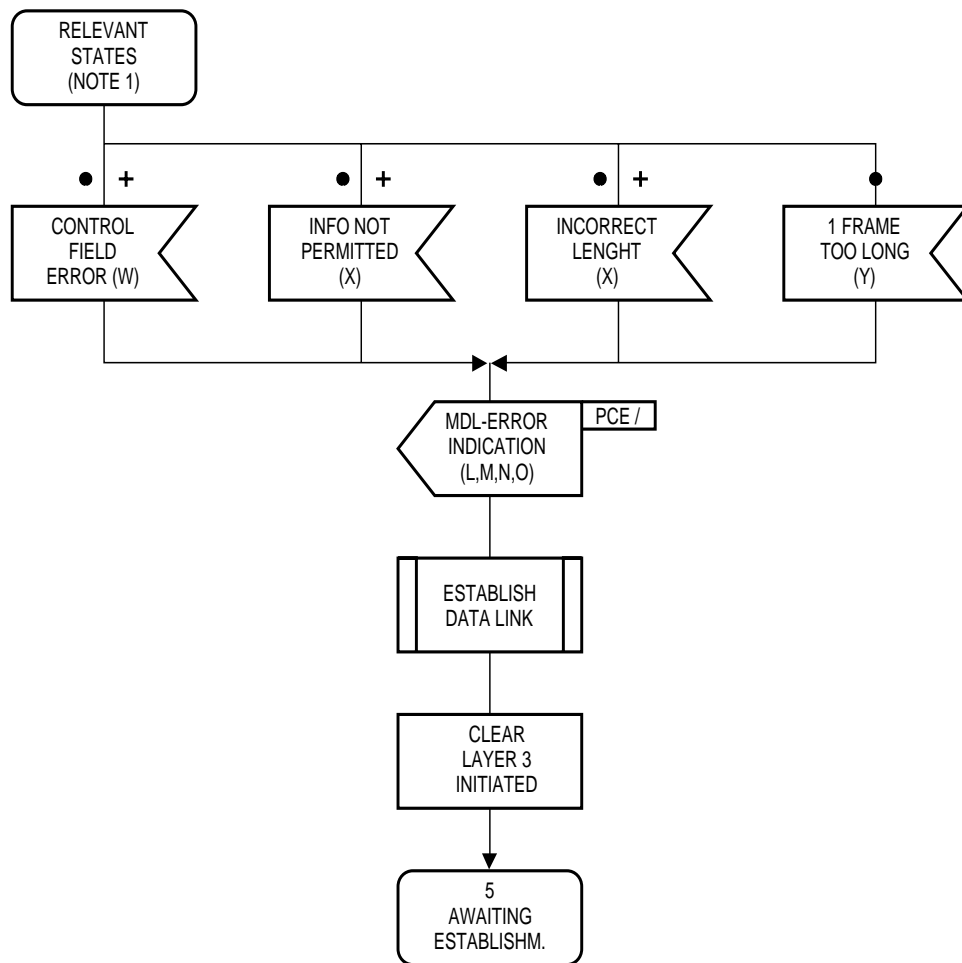 RELEVANT
STATES
(NOTE 1)
+
+
+
CONTROL
FIELD
ERROR (W)
INFO NOT
PERMITTED
(X)
INCORRECT
LENGHT
(X)
1 FRAME
TOO LONG
(Y)
MDL-ERROR
INDICATION
(L,M,N,O)
PCE /
ESTABLISH
DATA LINK
CLEAR
LAYER 3
INITIATED
5
AWAITING
ESTABLISHM.